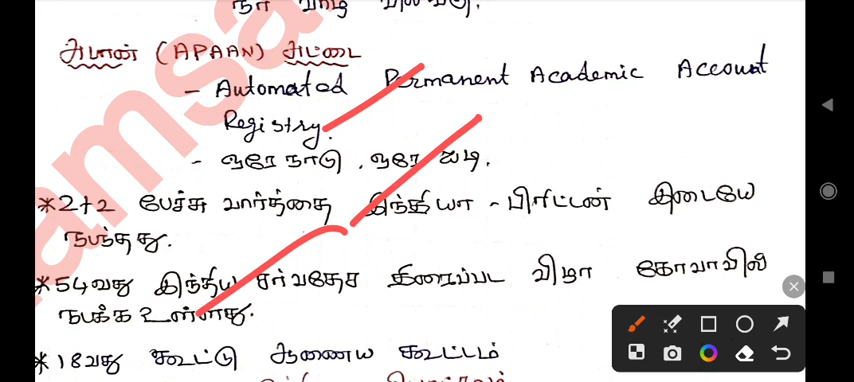 அபான் (APAAN) அட்டை
- Automated Permanent Academic Account
Registry.
- ஒரே நாடு, ஒரே ஐடி.
*2+2 பேச்சு வார்த்தை இந்தியா - பிரிட்டன் இடையே
நடந்தது.
*54வது இந்திய சர்வதேச திரைப்பட விழா கோவாவில்
நடக்க உள்ளது.
*18வது கூட்டு ஆணைய கூட்டம்